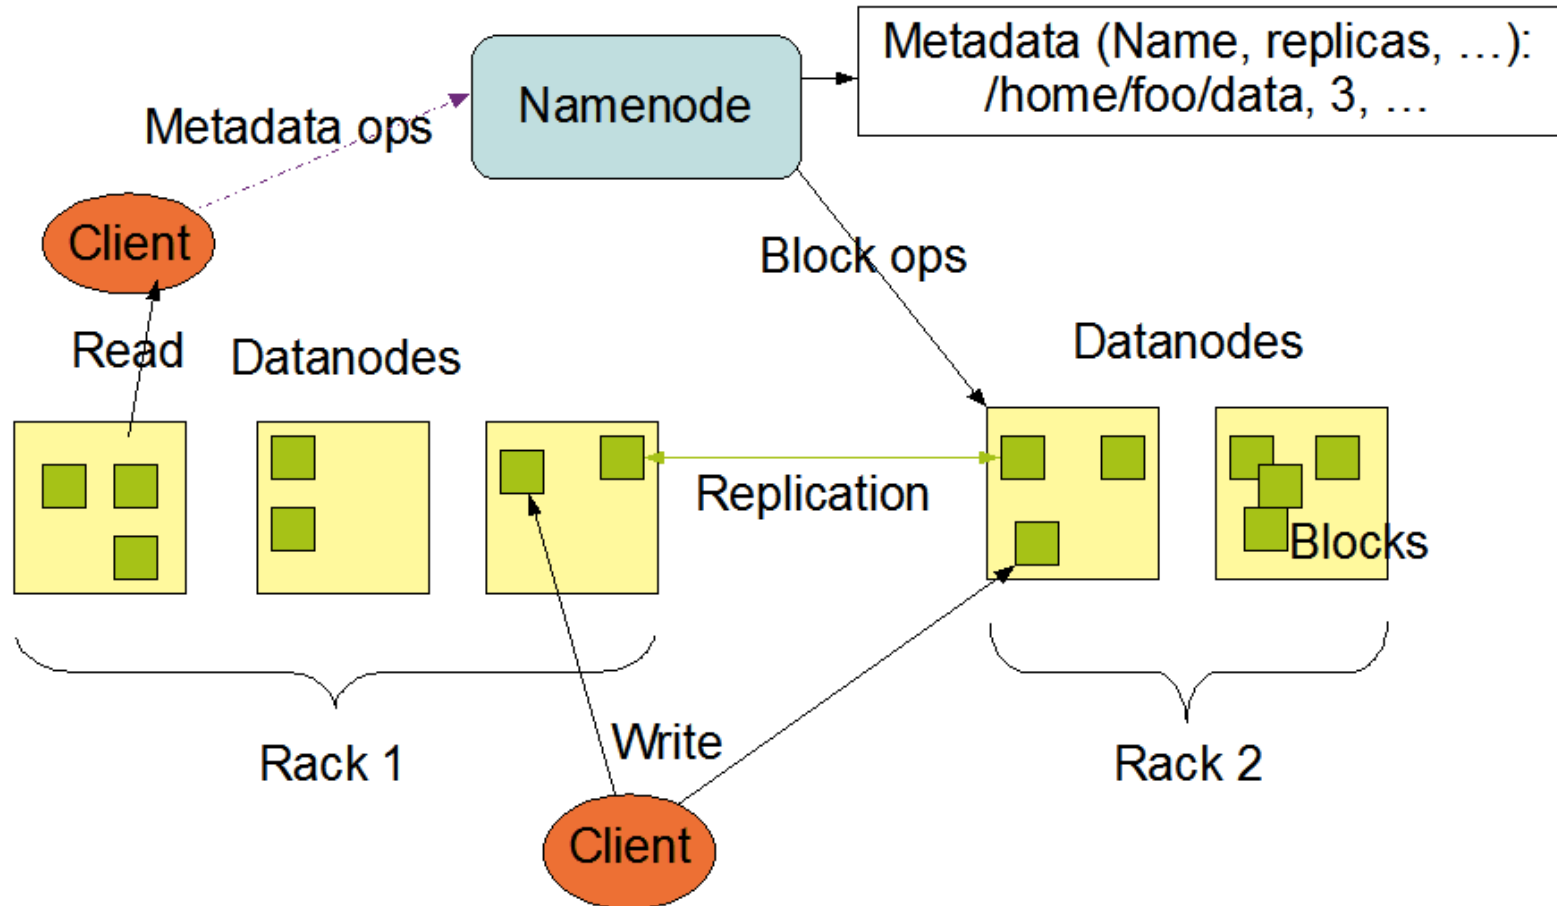 Metadata (Name, replicas, …):
/home/foo/data, 3, …
Namenode
Metadata ops
Client
Block ops
Read
Datanodes
Datanodes
Replication
Blocks
Rack 1
Write
Rack 2
Client